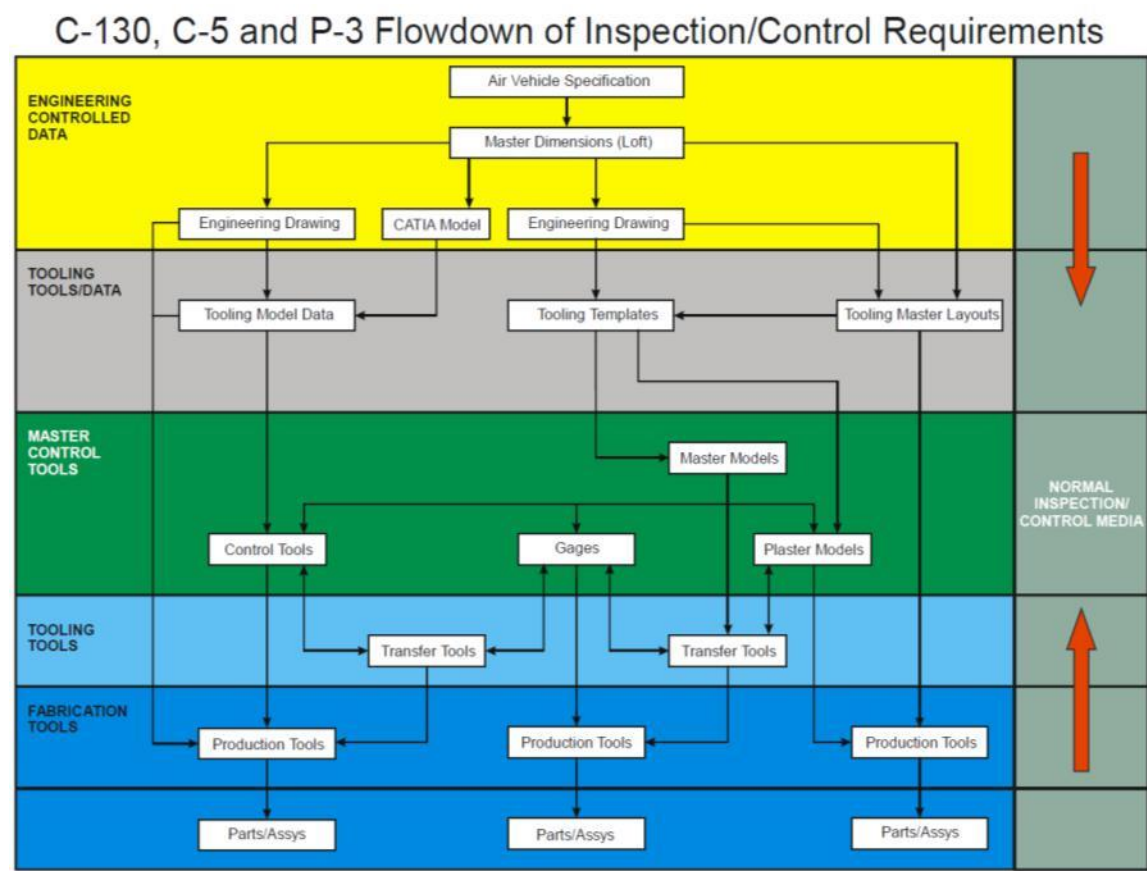 C-130, C-5 and P-3 Flowdown of Inspection/Control Requirements
ENGINEERING
CONTROLLED
DATA
Air Vehicle Specification
Master Dimensions (Loft)
Engineering Drawing
CATIA Model
Engineering Drawing
TOOLING
TOOLS/DATA
Tooling Model Data
Tooling Templates
Tooling Master Layouts
MASTER
CONTROL
TOOLS
Master Models
NORMAL
INSPECTION/
CONTROL MEDIA
Control Tools
Gages
Plaster Models
TOOLING
TOOLS
Transfer Tools
Transfer Tools
FABRICATION
TOOLS
Production Tools
Production Tools
Production Tools
Parts/Assys
Parts/Assys
Parts/Assys